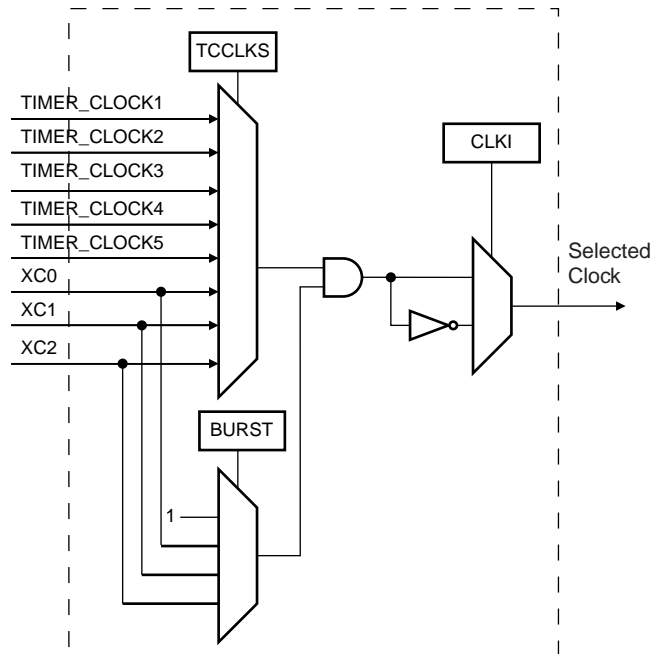 TCCLKS
TIMER_CLOCK1
TIMER_CLOCK2
TIMER_CLOCK3
TIMER_CLOCK4
TIMER_CLOCK5
XC0
XC1
XC2
CLKI
Selected
Clock
BURST
1